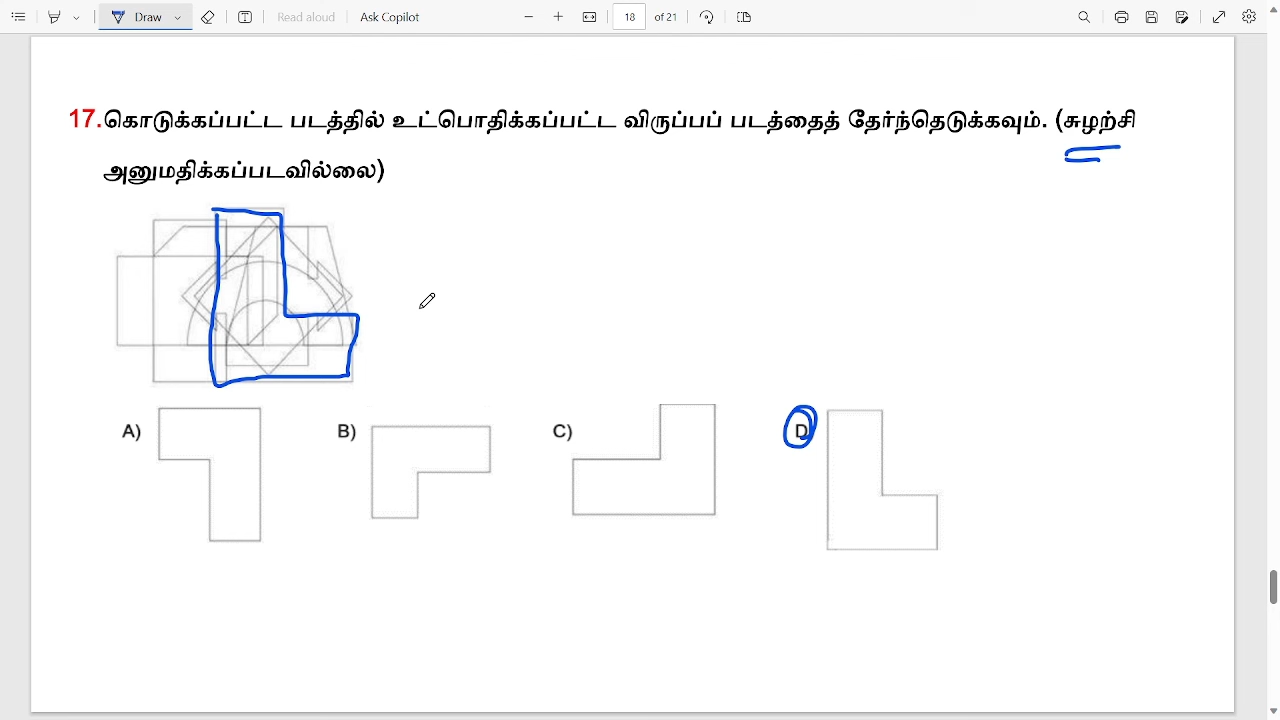 Draw
Read aloud
Ask Copilot
18 of 21
17.கொடுக்கப்பட்ட படத்தில் உட்பொதிக்கப்பட்ட விருப்பப் படத்தைத் தேர்ந்தெடுக்கவும். (சுழற்சி
அனுமதிக்கப்படவில்லை)
A)
B)
C)
D